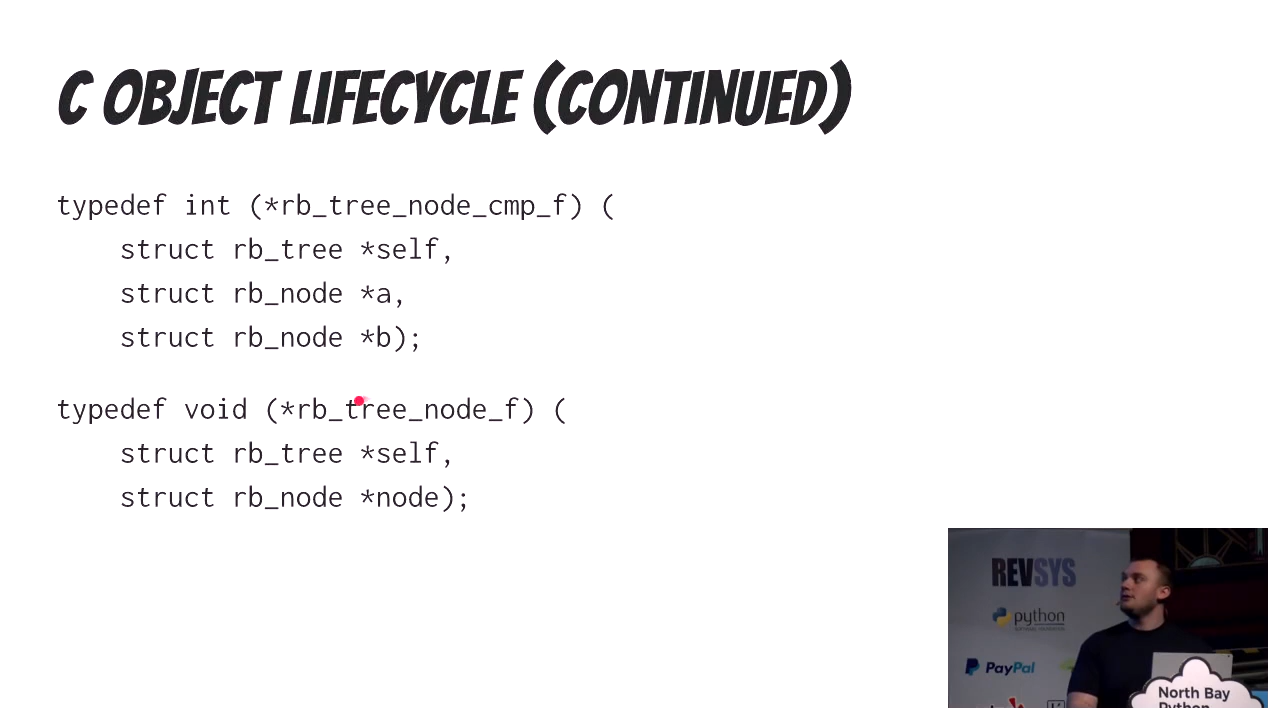 C OBJECT LIFECYCLE (CONTINUED)
typedef int (*rb_tree_node_cmp_f) (
struct rb_tree *self,
struct rb_node *a,
struct rb_node *b);
typedef void (*rb_tree_node_f) (
struct rb_tree *self,
struct rb_node *node);
REVSYS
python
PayPal
North Bay
Python